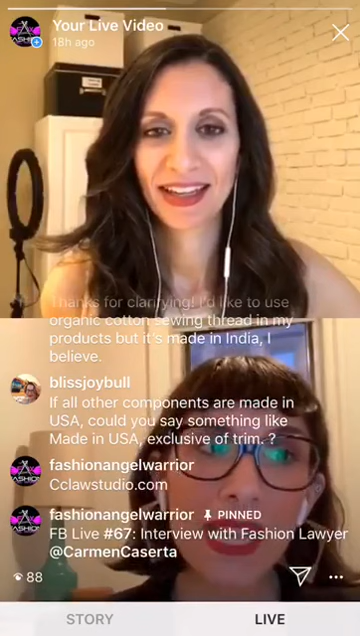 Your Live Video
18h ago
Thanks for clarifying! I'd like to use
organic cotton sewing thread in my
products but it's made in India, I
believe.
blissjoybull
If all other components are made in
USA, could you say something like
Made in USA, exclusive of trim. ?
fashionangelwarrior
Cclawstudio.com
fashionangelwarrior PINNED
FB Live #67: Interview with Fashion Lawyer
@CarmenCaserta
88
STORY
LIVE